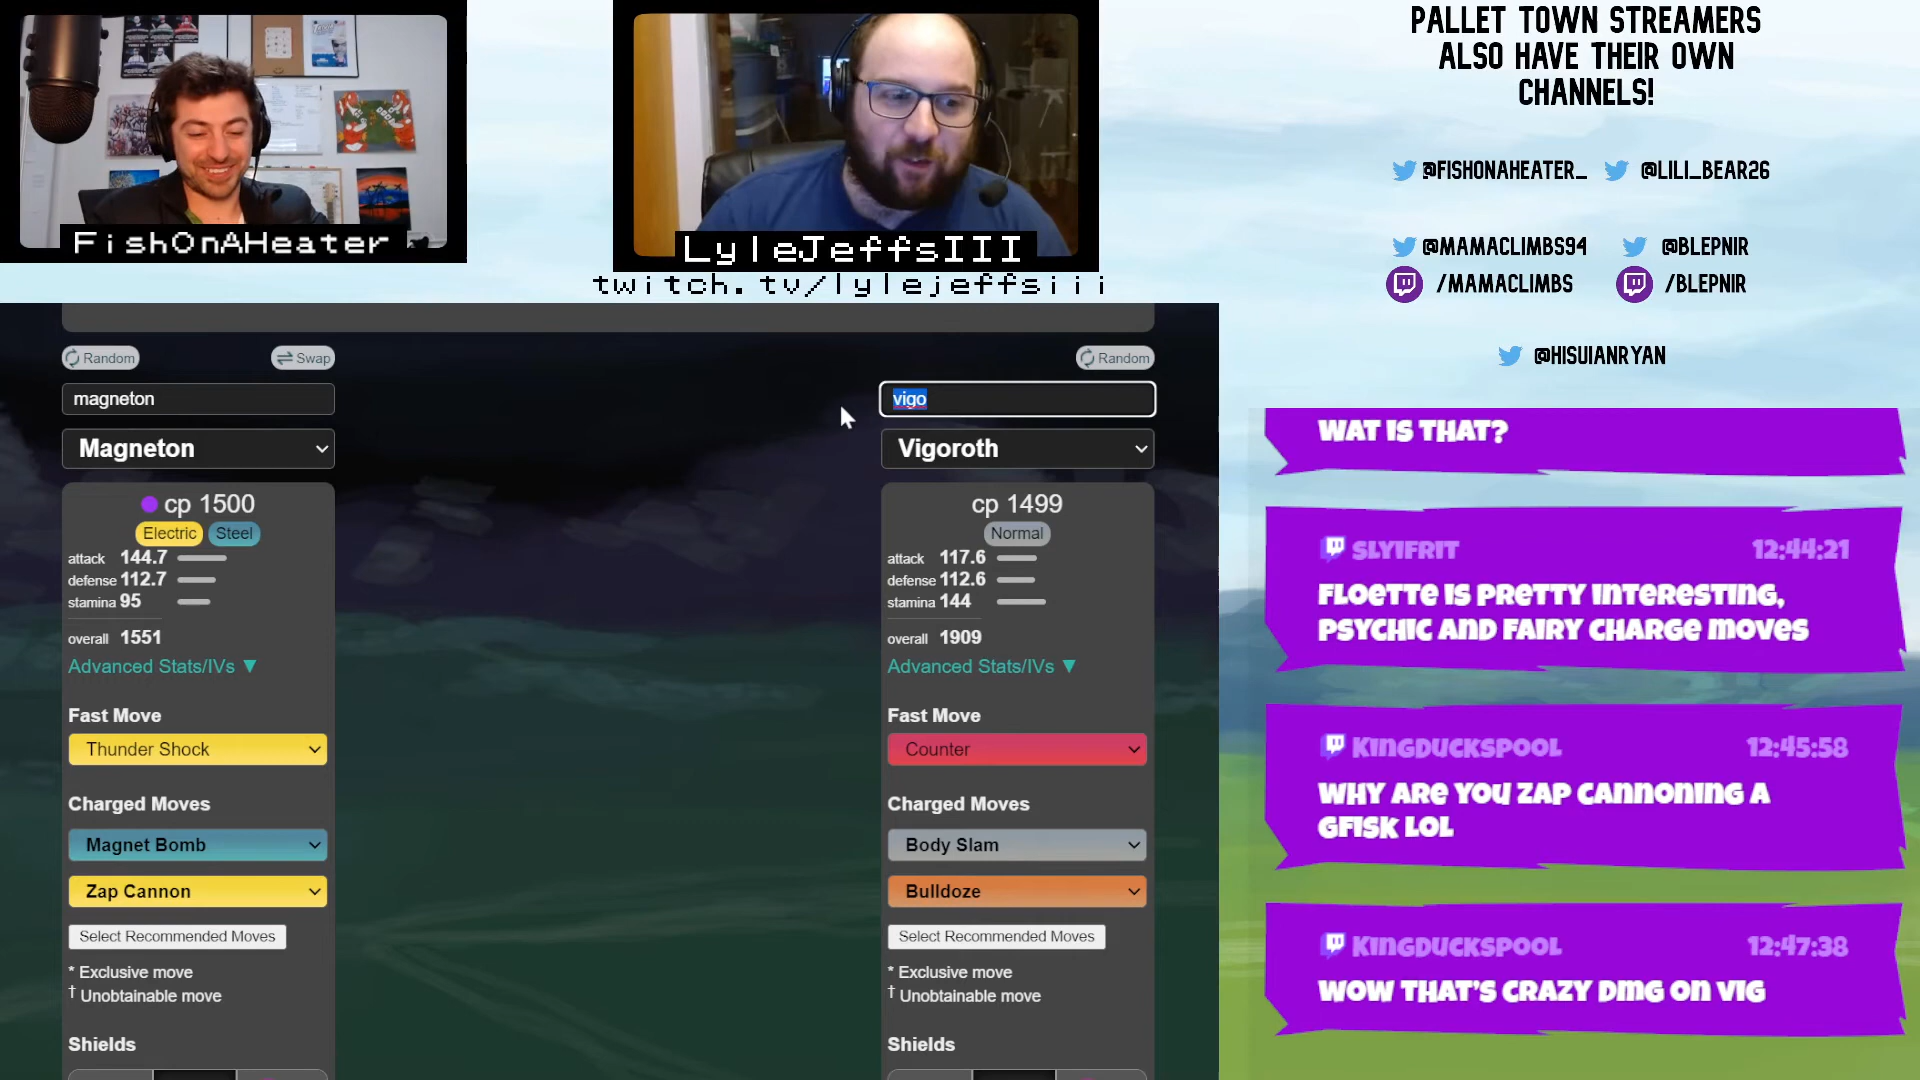 FishOnAHeater
LyleJeffsIII
twitch.tv/lylejeffsiii
PALLET TOWN STREAMERS
ALSO HAVE THEIR OWN
CHANNELS!
@FISHONAHEATER_
@LILI_BEAR26
@MAMACLIMBS94
@BLEPNIR
/MAMACLIMBS
/BLEPNIR
@HISUIANRYAN
Random
Swap
magneton
Magneton
cp 1500
Electric Steel
attack 144.7
defense 112.7
stamina 95
overall 1551
Advanced Stats/IVs ▼
Fast Move
Thunder Shock
Charged Moves
Magnet Bomb
Zap Cannon
Select Recommended Moves
* Exclusive move
† Unobtainable move
Shields
Random
vigo
Vigoroth
cp 1499
Normal
attack 117.6
defense 112.6
stamina 144
overall 1909
Advanced Stats/IVs ▼
Fast Move
Counter
Charged Moves
Body Slam
Bulldoze
Select Recommended Moves
* Exclusive move
† Unobtainable move
Shields
WAT IS THAT?
SLYIFRIT 12:44:21
FLOETTE IS PRETTY INTERESTING,
PSYCHIC AND FAIRY CHARGE MOVES
KINGDUCKSPOOL 12:45:58
WHY ARE YOU ZAP CANNONING A
GFISK LOL
KINGDUCKSPOOL 12:47:38
WOW THAT'S CRAZY DMG ON VIG